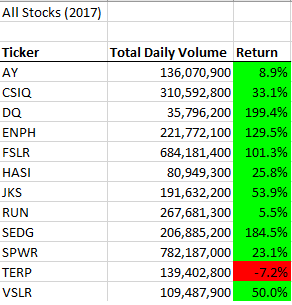 All Stocks (2017)
Ticker Total Daily Volume Return
AY 136,070,900 8.9%
CSIQ 310,592,800 33.1%
DQ 35,796,200 199.4%
ENPH 221,772,100 129.5%
FSLR 684,181,400 101.3%
HASI 80,949,300 25.8%
JKS 191,632,200 53.9%
RUN 267,681,300 5.5%
SEDG 206,885,200 184.5%
SPWR 782,187,000 23.1%
TERP 139,402,800 -7.2%
VSLR 109,487,900 50.0%